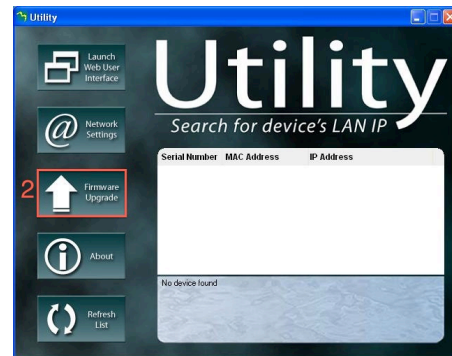 Utility
Launch
Web User
Interface
Utility
Search for device's LAN IP
Network
Settings
Serial Number MAC Address IP Address
2
Firmware
Upgrade
About
No device found
Refresh
List